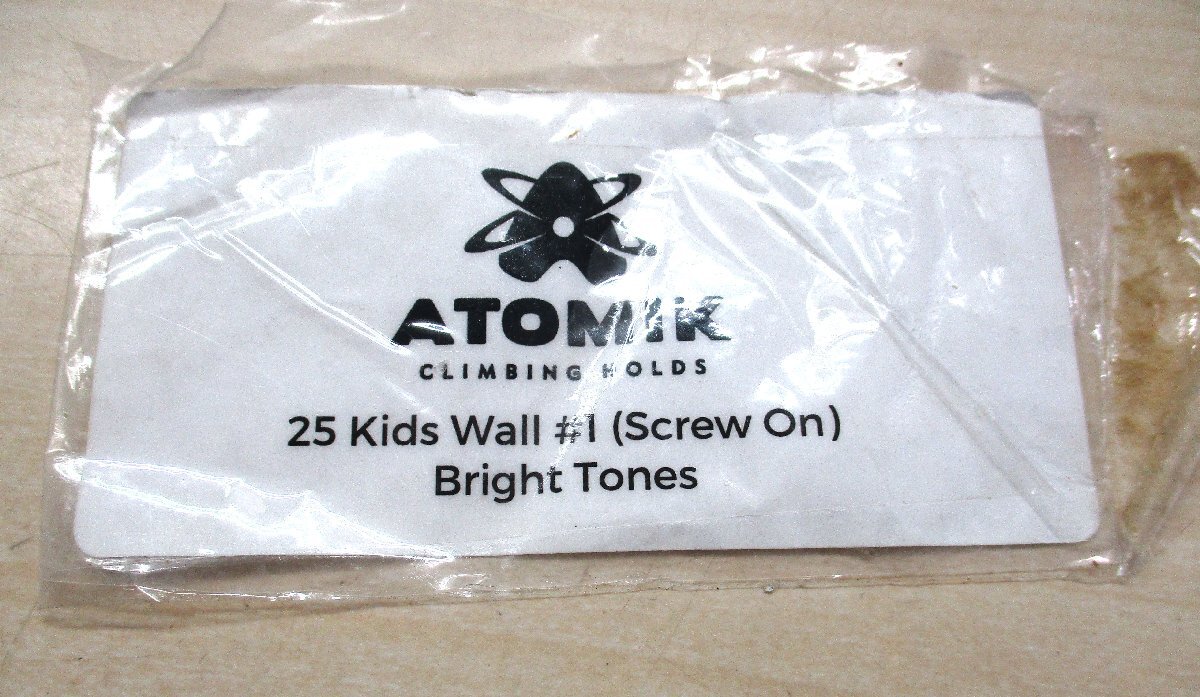 ATOMIK
CLIMBING HOLDS
25 Kids Wall #1 (Screw On)
Bright Tones